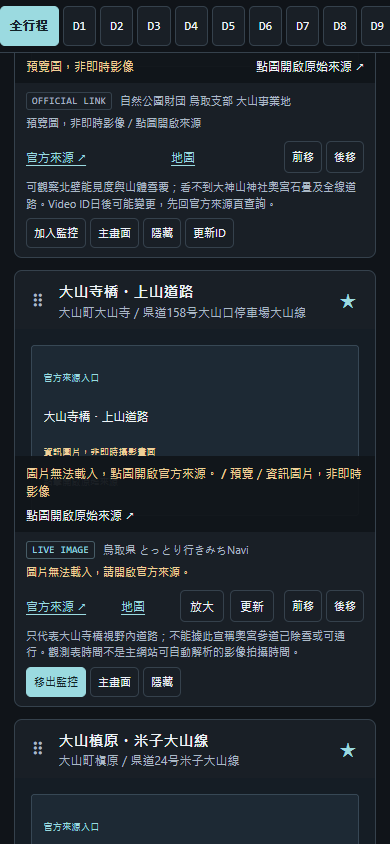 全行程 D1 D2 D3 D4 D5 D6 D7 D8 D9
預覽圖，非即時影像 點圖開啟原始來源 ↗
OFFICIAL LINK 自然公園財団 鳥取支部 大山事業地
預覽圖，非即時影像 / 點圖開啟來源
官方來源 ↗ 地圖 前移 後移
可觀察北壁能見度與山體雪覆；看不到大神山神社奧宮石疊及全線道
路。Video ID日後可能變更，先回官方來源頁查詢。
加入監控 主畫面 隱藏 更新ID
大山寺橋・上山道路 ★
大山町大山寺 / 県道158号大山口停車場大山線
官方來源入口
大山寺橋・上山道路
資訊圖片，非即時攝影畫面
圖片無法載入，點圖開啟官方來源。 / 預覽 / 資訊圖片，非即時
影像
點圖開啟原始來源 ↗
LIVE IMAGE 鳥取県 とっとり行きみちNavi
圖片無法載入，請開啟官方來源。
官方來源 ↗ 地圖 放大 更新 前移 後移
只代表大山寺橋視野內道路；不能據此宣稱奧宮參道已除雪或可通
行。觀測表時間不是主網站可自動解析的影像拍攝時間。
移出監控 主畫面 隱藏
大山槙原・米子大山線 ★
大山町槇原 / 県道24号米子大山線
官方來源入口